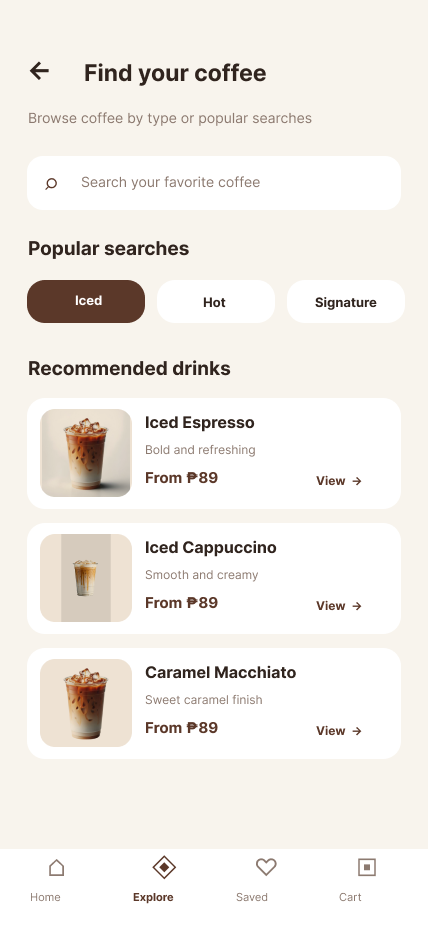 Find your coffee
Browse coffee by type or popular searches
Search your favorite coffee
Popular searches
Iced
Hot
Signature
Recommended drinks
Iced Espresso
Bold and refreshing
From ₱89
View →
Iced Cappuccino
Smooth and creamy
From ₱89
View →
Caramel Macchiato
Sweet caramel finish
From ₱89
View →
Home
Explore
Saved
Cart